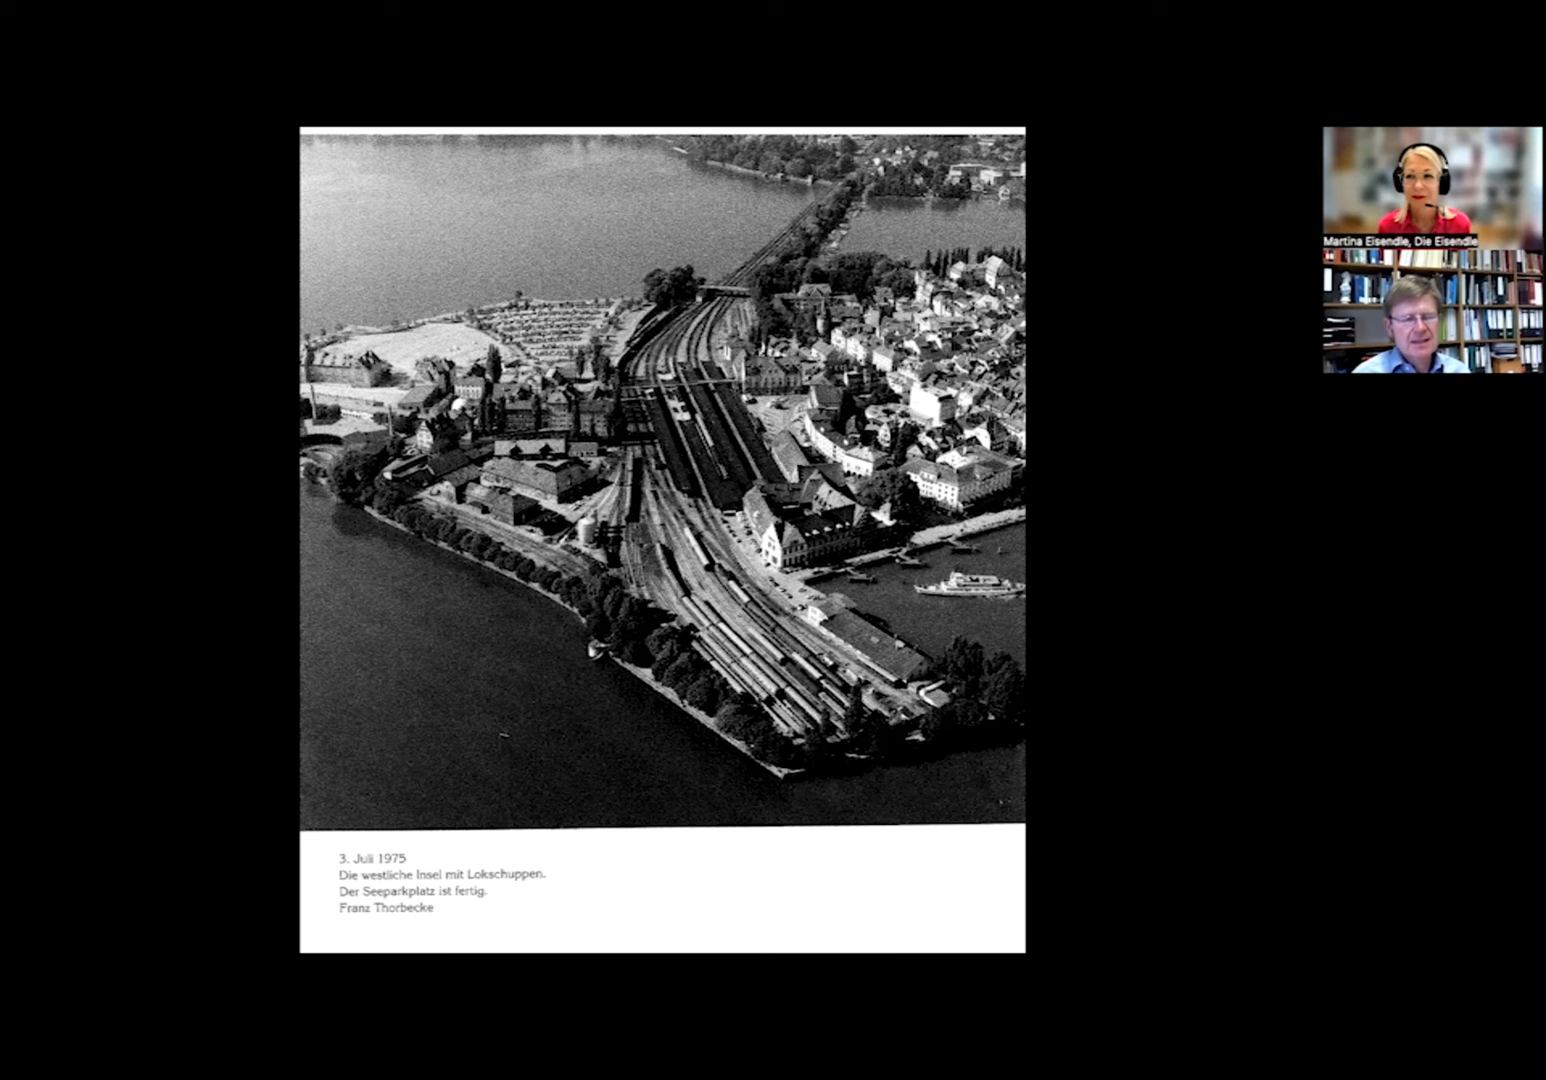 Martina Eisendle, Die Eisendle
3. Juli 1975
Die westliche Insel mit Lokschuppen.
Der Seeparkplatz ist fertig.
Franz Thorbecke